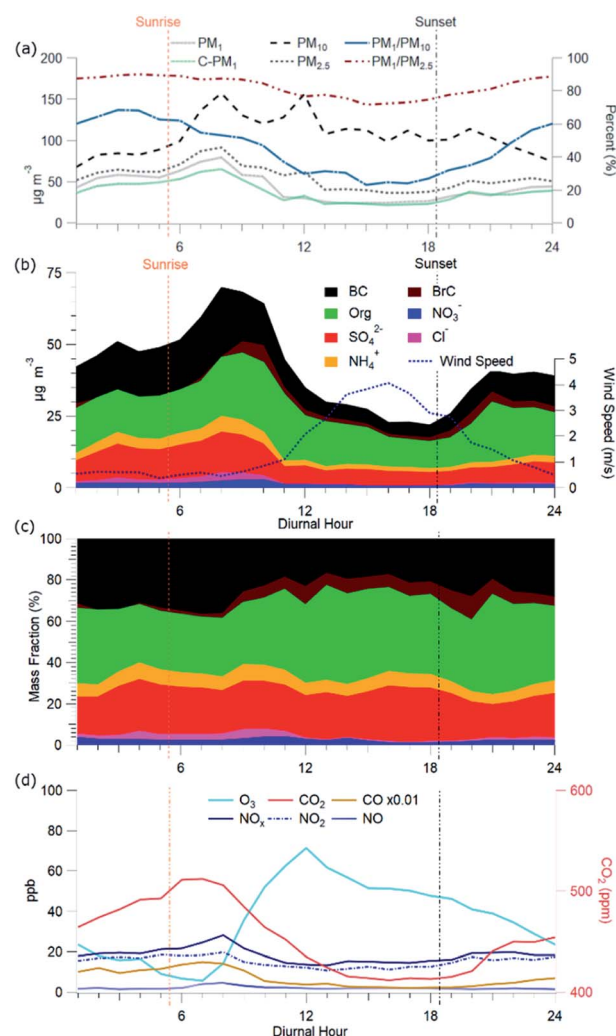 Sunrise Sunset
(a) PM₁ PM₁₀ PM₁/PM₁₀
C-PM₁ PM₂.₅ PM₁/PM₂.₅
200 100
150 80
100 60
50 40
0 20
0
µg m⁻³
Percent (%)
6 12 18 24
(b) Sunrise Sunset
75
50
25
0
µg m⁻³
BC BrC
Org NO₃⁻
SO₄²⁻ Cl⁻
NH₄⁺ Wind Speed
5
4
3
2
1
0
Wind Speed (m/s)
6 12 18 24
Diurnal Hour
(c)
100
80
60
40
20
0
Mass Fraction (%)
6 12 18 24
(d)
O₃ CO₂ CO x0.01
NOₓ NO₂ NO
100 600
80
60 500
40
20
0 400
ppb
CO₂ (ppm)
6 12 18 24
Diurnal Hour